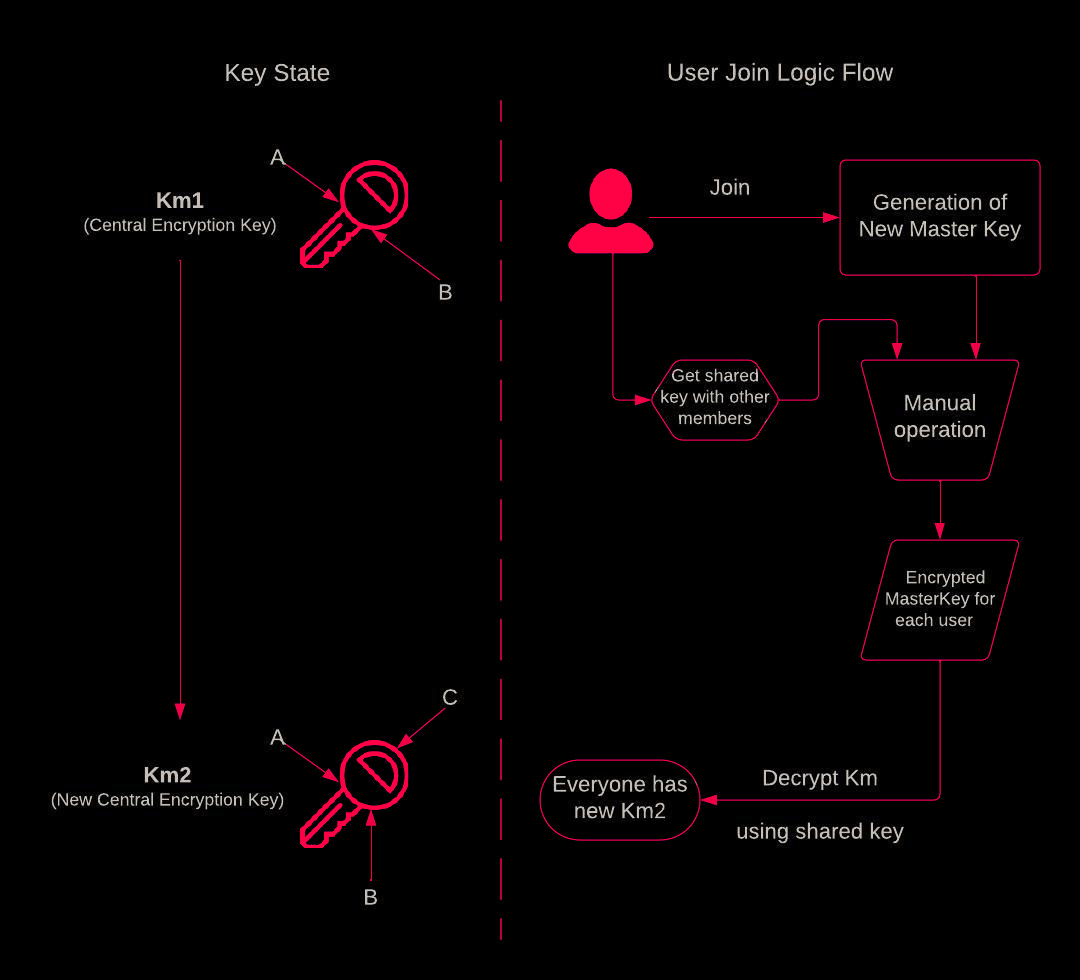 Key State
A
Km1
(Central Encryption Key)
B
C
A
Km2
(New Central Encryption Key)
B
User Join Logic Flow
Join
Generation of
New Master Key
Get shared
key with other
members
Manual
operation
Encrypted
MasterKey for
each user
Decrypt Km
using shared key
Everyone has
new Km2